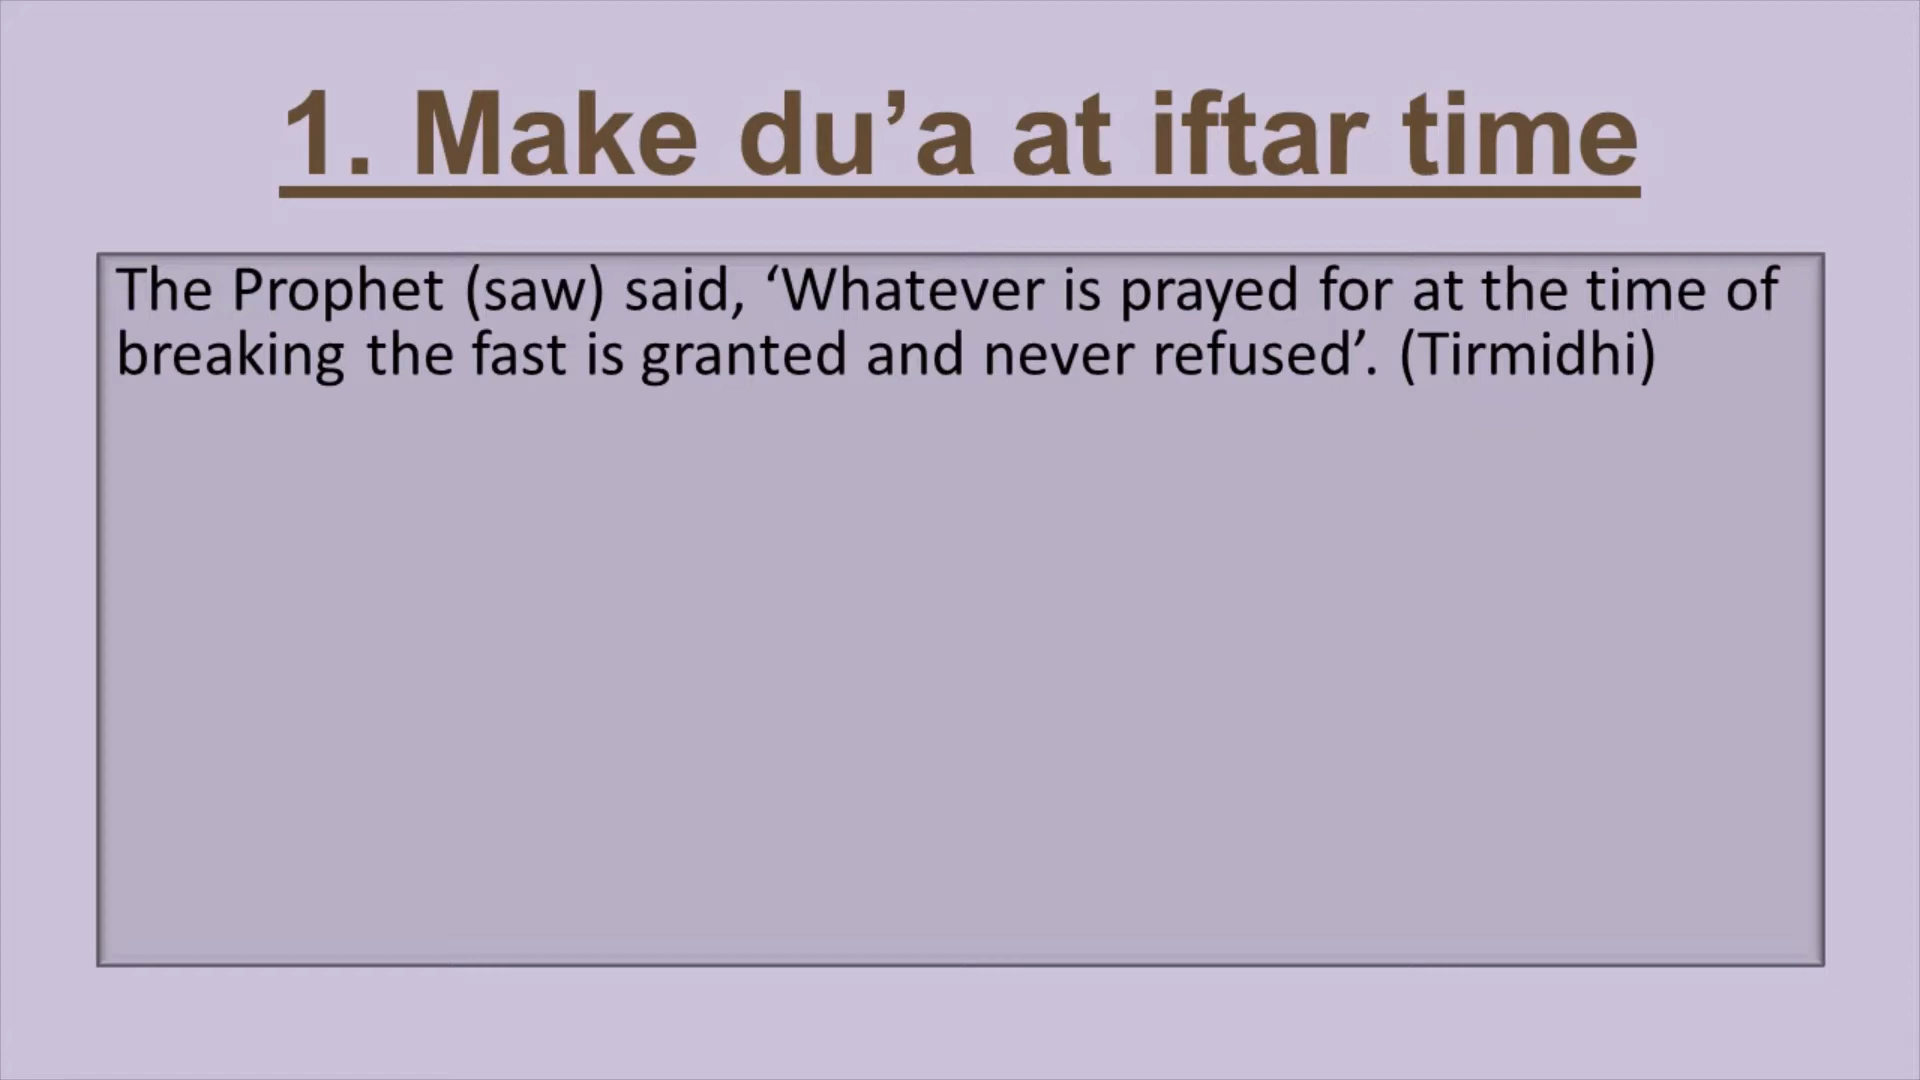 1. Make du’a at iftar time
The Prophet (saw) said, ‘Whatever is prayed for at the time of
breaking the fast is granted and never refused’. (Tirmidhi)